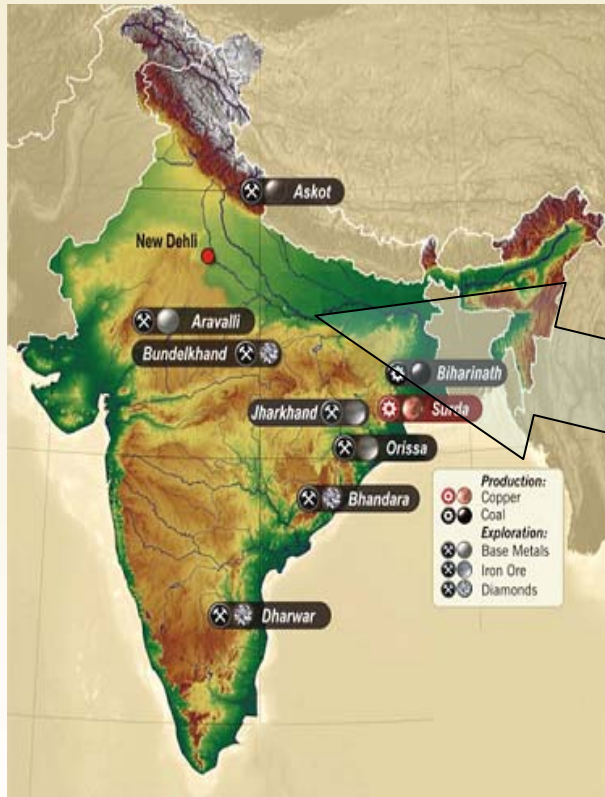 Askot
New Dehli
Aravalli
Bundelkhand
Biharinath
Jharkhand
Surda
Orissa
Bhandara
Production:
Copper
Coal
Exploration:
Base Metals
Iron Ore
Diamonds
Dharwar